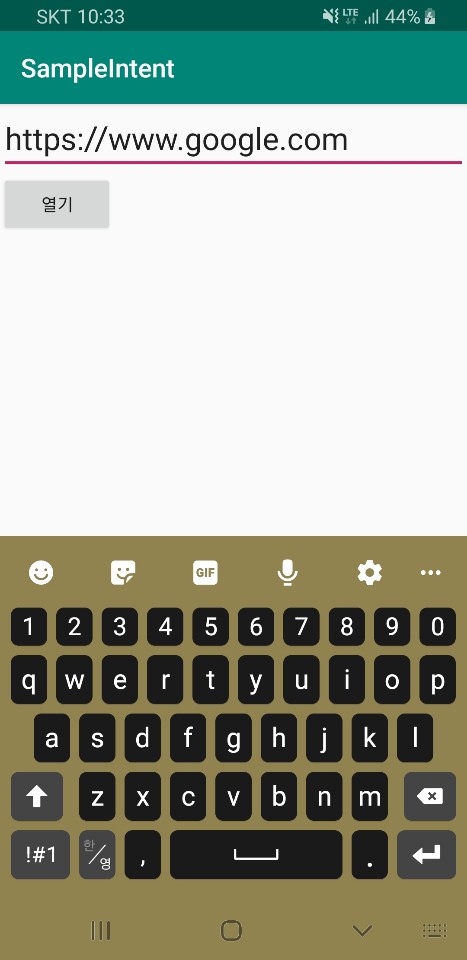 SKT 10:33 LTE 44%
SampleIntent
https://www.google.com
열기
GIF
1 2 3 4 5 6 7 8 9 0
q w e r t y u i o p
a s d f g h j k l
z x c v b n m
!#1 한/영 , .